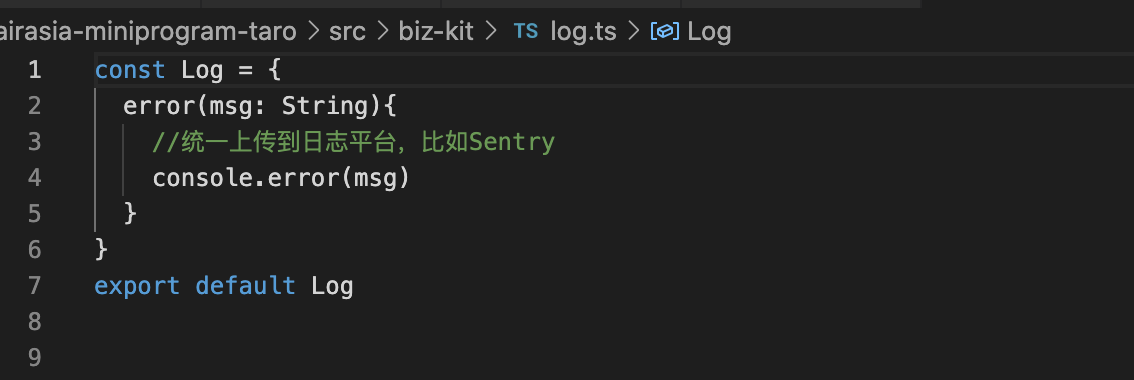 airasia-miniprogram-taro > src > biz-kit > TS log.ts > Log
1 const Log = {
2 error(msg: String){
3 //统一上传到日志平台，比如Sentry
4 console.error(msg)
5 }
6 }
7 export default Log
8
9